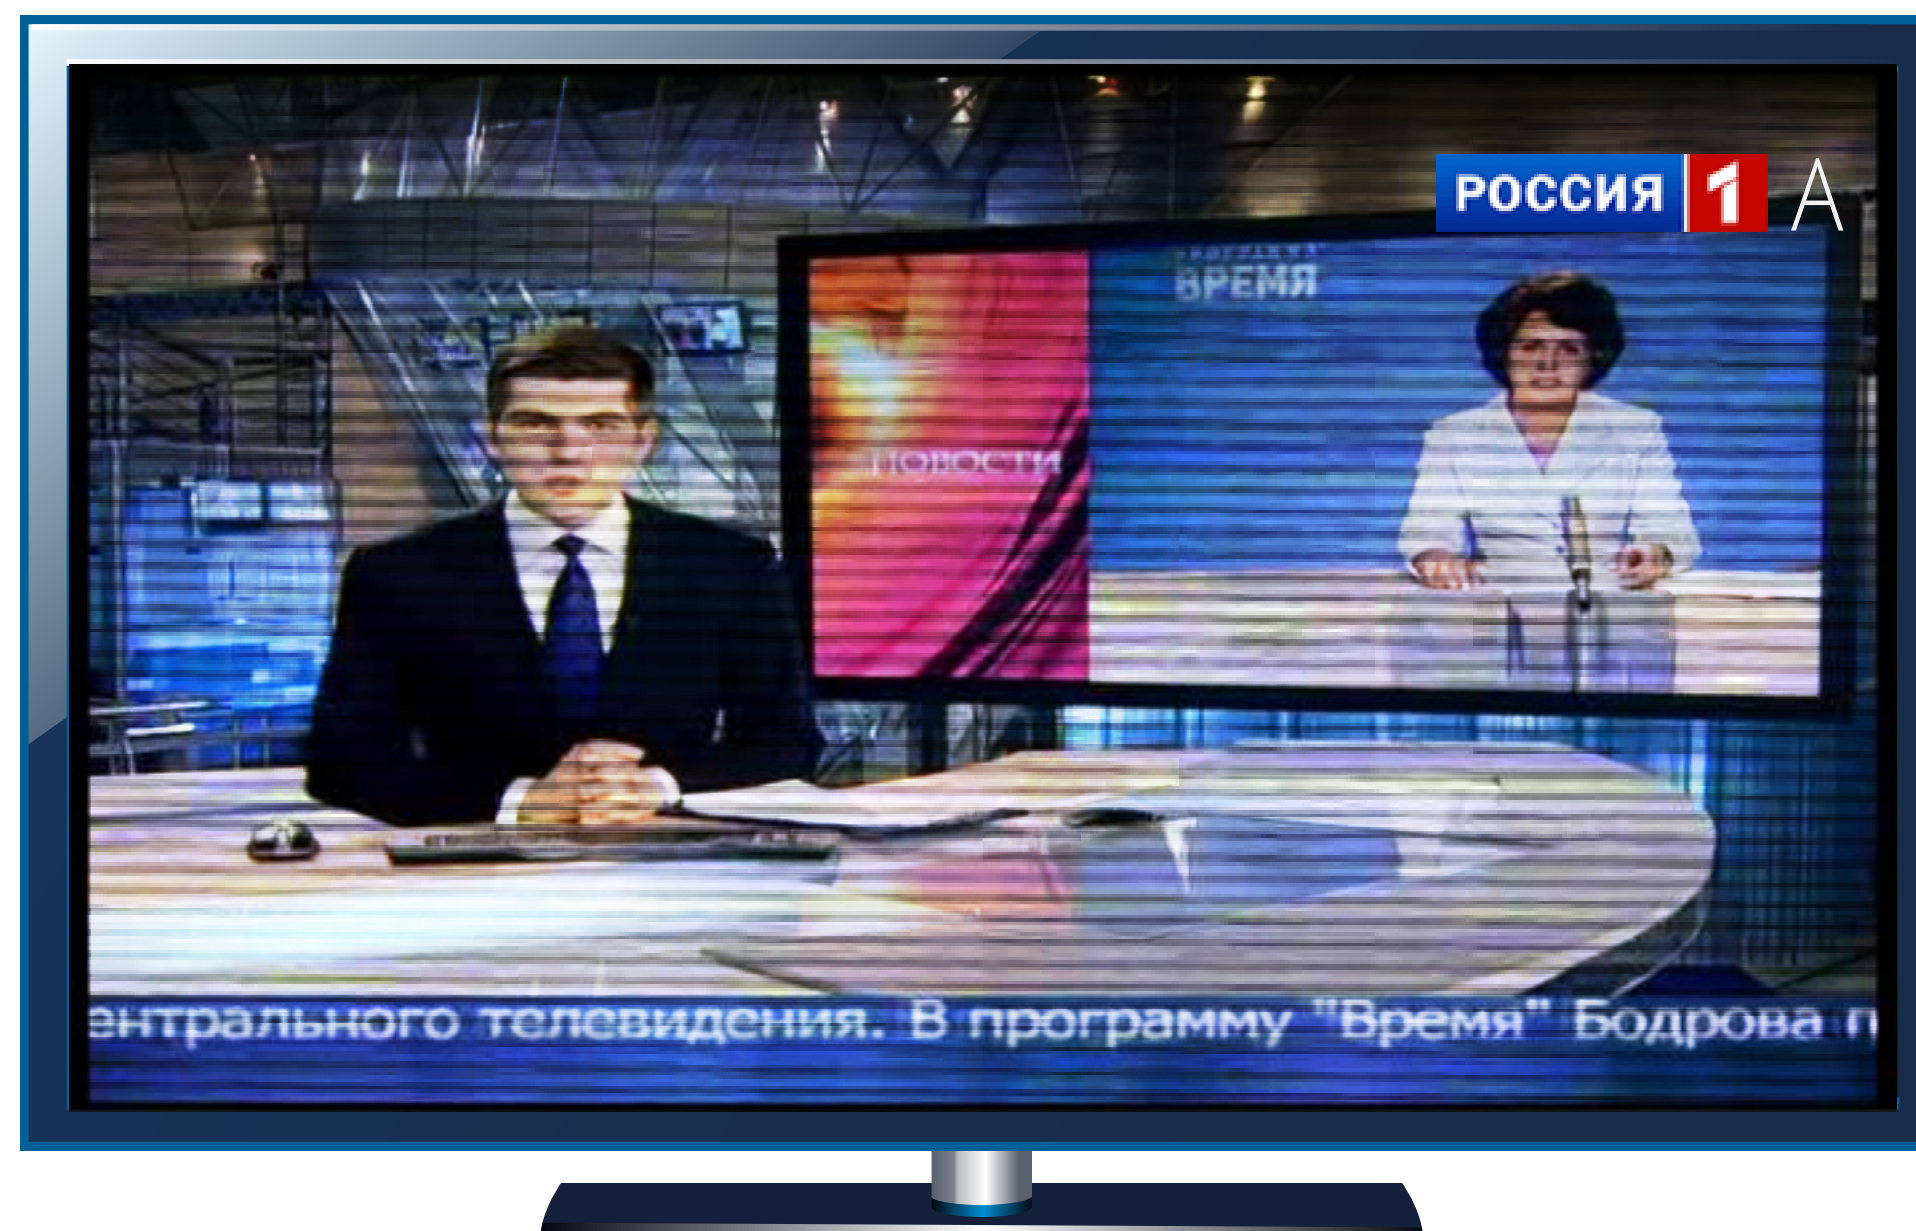 РОССИЯ 1 А
ВРЕМЯ
НОВОСТИ
ентрального телевидения. В программу "Время" Бодрова п